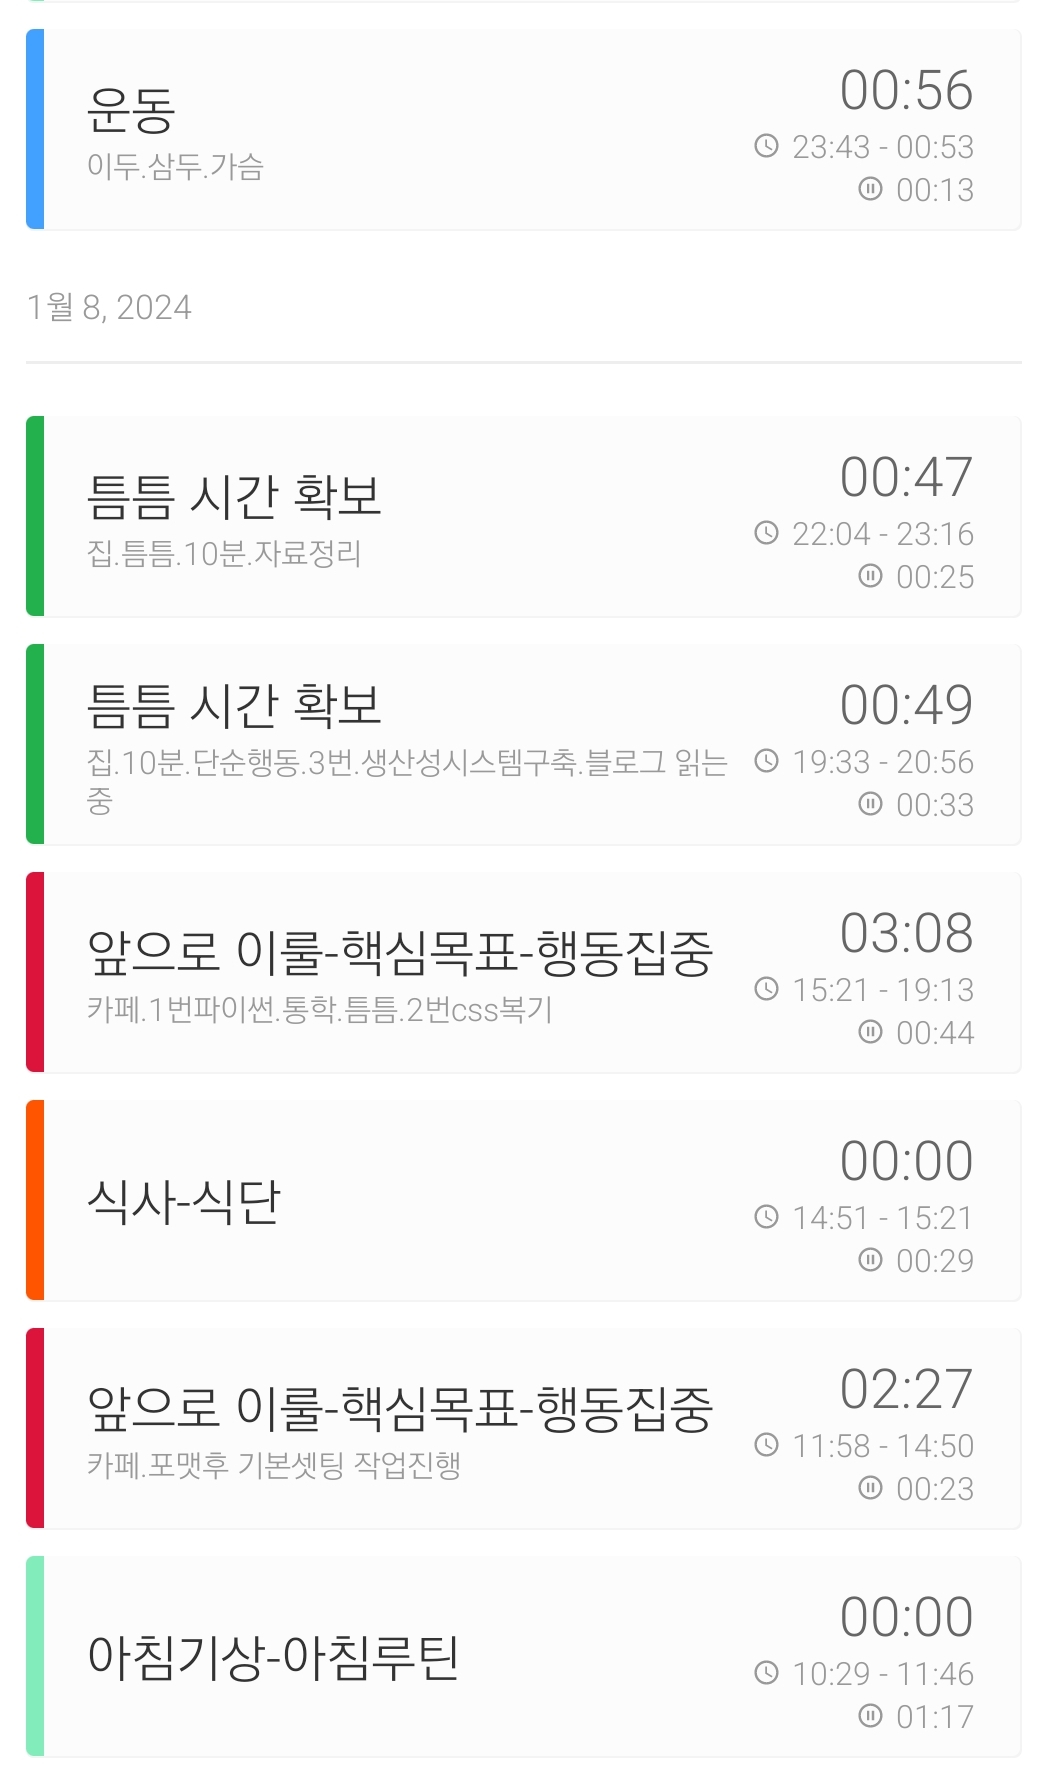 운동
이두.삼두.가슴
00:56
23:43 - 00:53
00:13
1월 8, 2024
틈틈 시간 확보
집.틈틈.10분.자료정리
00:47
22:04 - 23:16
00:25
틈틈 시간 확보
집.10분.단순행동.3번.생산성시스템구축.블로그 읽는
중
00:49
19:33 - 20:56
00:33
앞으로 이룰-핵심목표-행동집중
카페.1번파이썬.통학.틈틈.2번css복기
03:08
15:21 - 19:13
00:44
식사-식단
00:00
14:51 - 15:21
00:29
앞으로 이룰-핵심목표-행동집중
카페.포맷후 기본셋팅 작업진행
02:27
11:58 - 14:50
00:23
아침기상-아침루틴
00:00
10:29 - 11:46
01:17